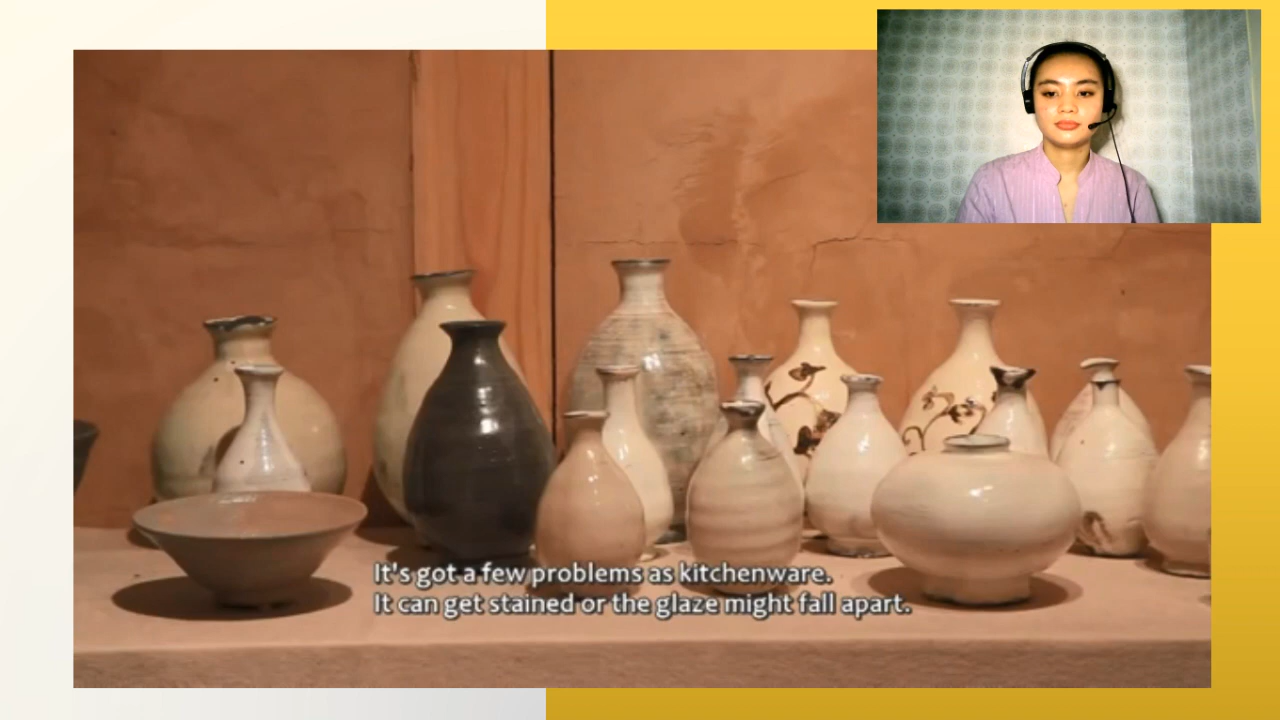 It's got a few problems as kitchenware.
It can get stained or the glaze might fall apart.